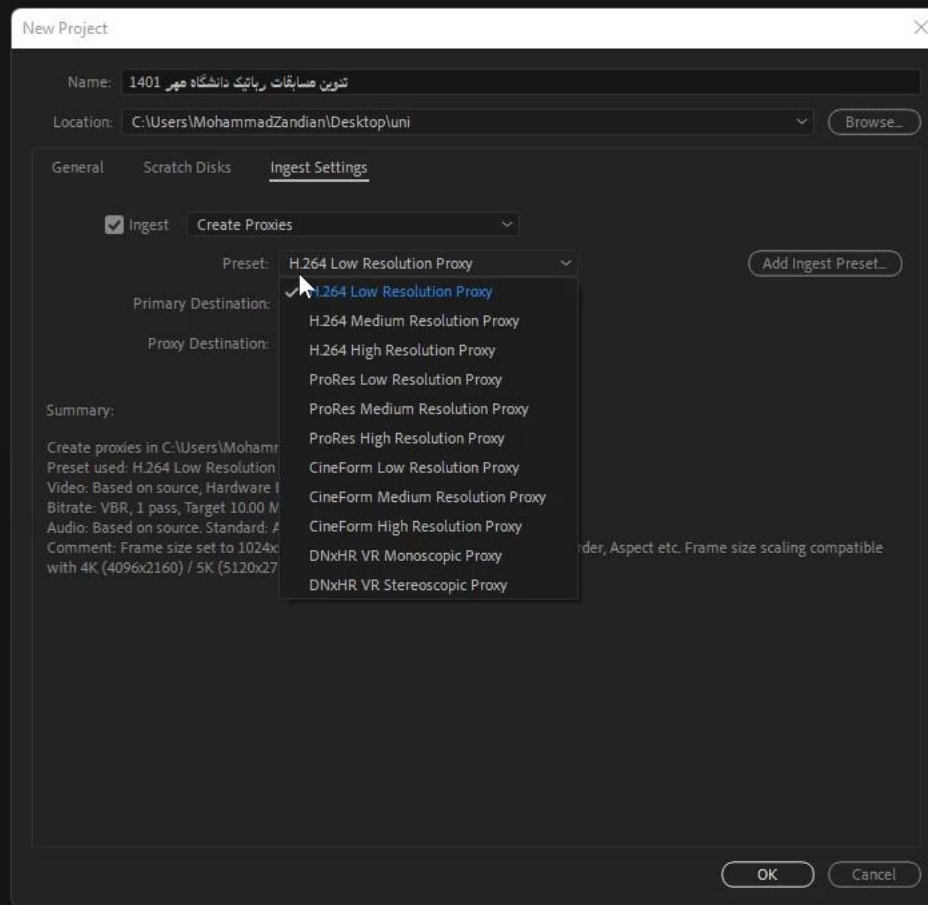 New Project
Name: تدوین مسابقات رباتیک دانشگاه مهر 1401
Location: C:\Users\MohammadZandian\Desktop\uni Browse...
General Scratch Disks Ingest Settings
Ingest Create Proxies
Preset: H.264 Low Resolution Proxy Add Ingest Preset...
H.264 Low Resolution Proxy
Primary Destination:
H.264 Medium Resolution Proxy
Proxy Destination:
H.264 High Resolution Proxy
ProRes Low Resolution Proxy
Summary:
ProRes Medium Resolution Proxy
ProRes High Resolution Proxy
CineForm Low Resolution Proxy
CineForm Medium Resolution Proxy
CineForm High Resolution Proxy
DNxHR VR Monoscopic Proxy
DNxHR VR Stereoscopic Proxy
Create proxies in C:\Users\Mohamm
Preset used: H.264 Low Resolution
Video: Based on source, Hardware
Bitrate: VBR, 1 pass, Target 10.00 M
Audio: Based on source. Standard:
Comment: Frame size set to 1024x rder, Aspect etc. Frame size scaling compatible
with 4K (4096x2160) / 5K (5120x27
OK Cancel